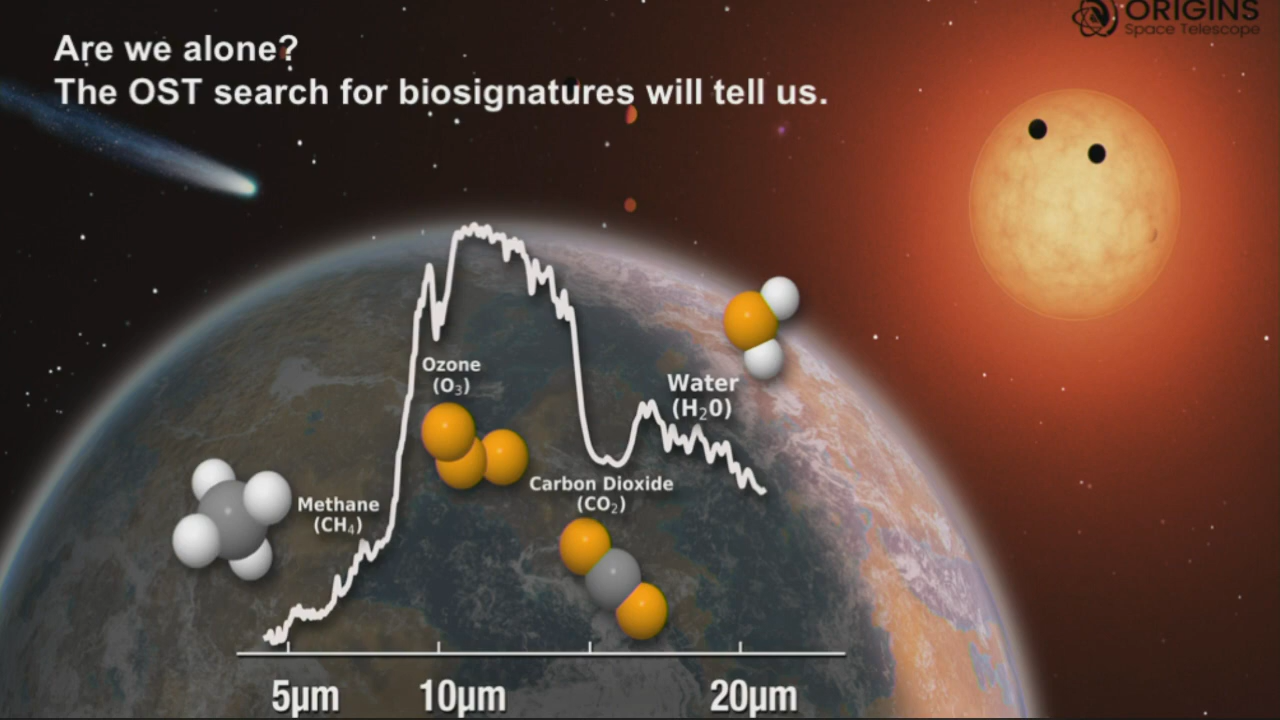 ORIGINS
Space Telescope
Are we alone?
The OST search for biosignatures will tell us.
Ozone
(O₃)
Water
(H₂0)
Carbon Dioxide
(CO₂)
Methane
(CH₄)
5µm 10µm 20µm